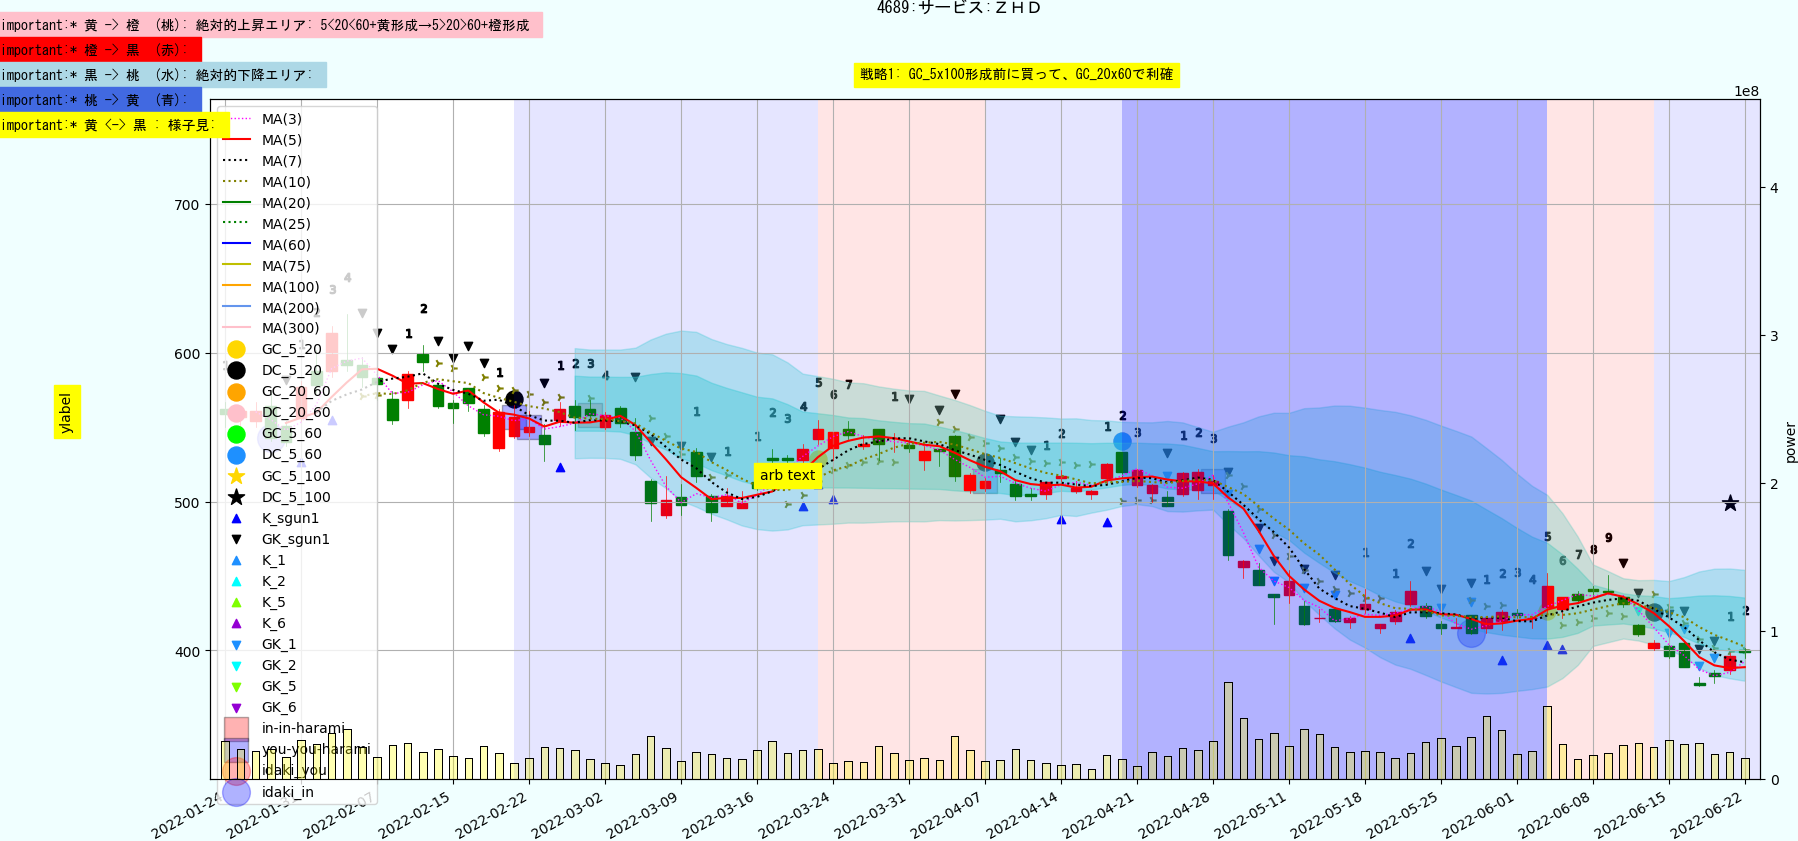 4689:サービス:ＺＨＤ
important:* 黄 -> 橙 (桃): 絶対的上昇エリア: 5<20<60+黄形成→5>20>60+橙形成
important:* 橙 -> 黒 (赤):
important:* 黒 -> 桃 (水): 絶対的下降エリア:
戦略1: GC_5x100形成前に買って、GC_20x60で利確
important:* 桃 -> 黄 (青):
important:* 黄 <-> 黒 : 様子見:
1e8
MA(3)
MA(5)
MA(7)
MA(10)
MA(20)
MA(25)
MA(60)
MA(75)
MA(100)
MA(200)
MA(300)
GC_5_20
DC_5_20
GC_20_60
DC_20_60
GC_5_60
DC_5_60
GC_5_100
DC_5_100
K_sgun1
GK_sgun1
K_1
K_2
K_5
K_6
GK_1
GK_2
GK_5
GK_6
in-in-harami
you-you-harami
idaki_you
idaki_in
700
600
500
400
ylabel
arb text
4
3
2
1
0
power
2022-01-24
2022-01-31
2022-02-07
2022-02-15
2022-02-22
2022-03-02
2022-03-09
2022-03-16
2022-03-24
2022-03-31
2022-04-07
2022-04-14
2022-04-21
2022-04-28
2022-05-11
2022-05-18
2022-05-25
2022-06-01
2022-06-08
2022-06-15
2022-06-22